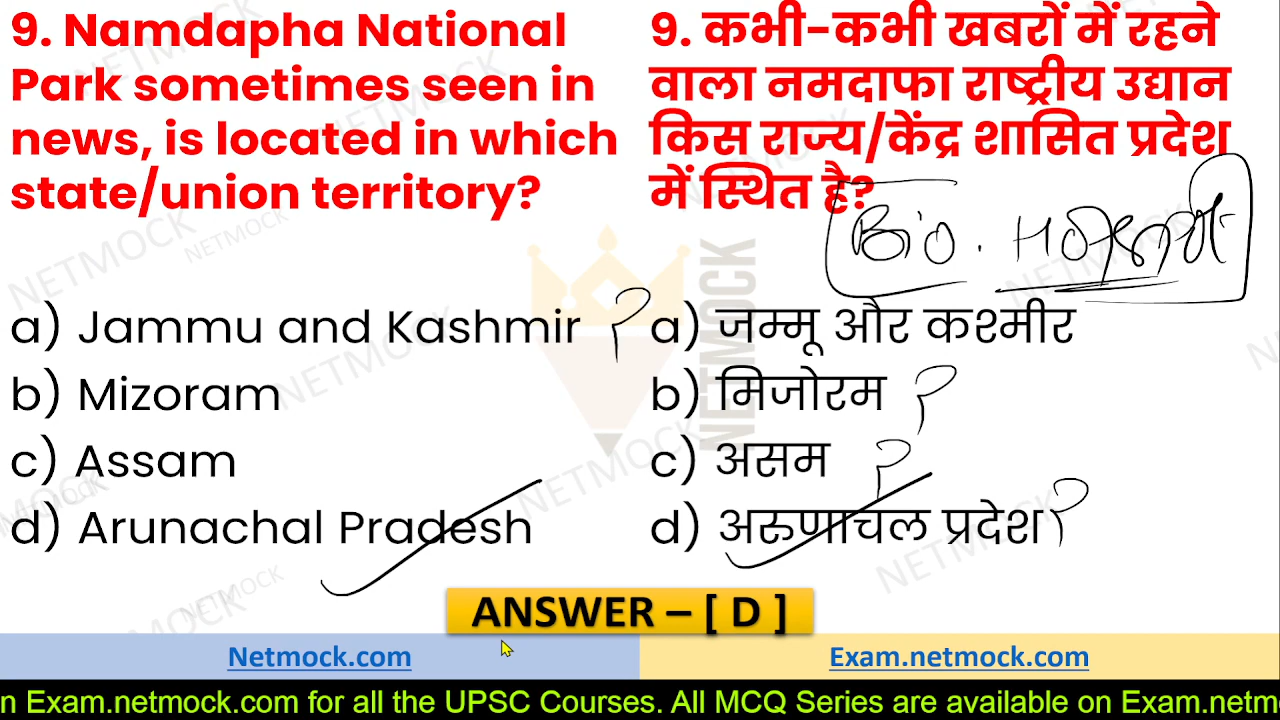 9. Namdapha National
Park sometimes seen in
news, is located in which
state/union territory?
a) Jammu and Kashmir ?
b) Mizoram
c) Assam
d) Arunachal Pradesh
9. कभी-कभी खबरों में रहने
वाला नमदाफा राष्ट्रीय उद्यान
किस राज्य/केंद्र शासित प्रदेश
में स्थित है?
Bio.
a) जम्मू और कश्मीर
b) मिजोरम ?
c) असम ?
d) अरुणाचल प्रदेश ?
NETMOCK
ANSWER – [ D ]
Netmock.com
Exam.netmock.com
n Exam.netmock.com for all the UPSC Courses. All MCQ Series are available on Exam.netm